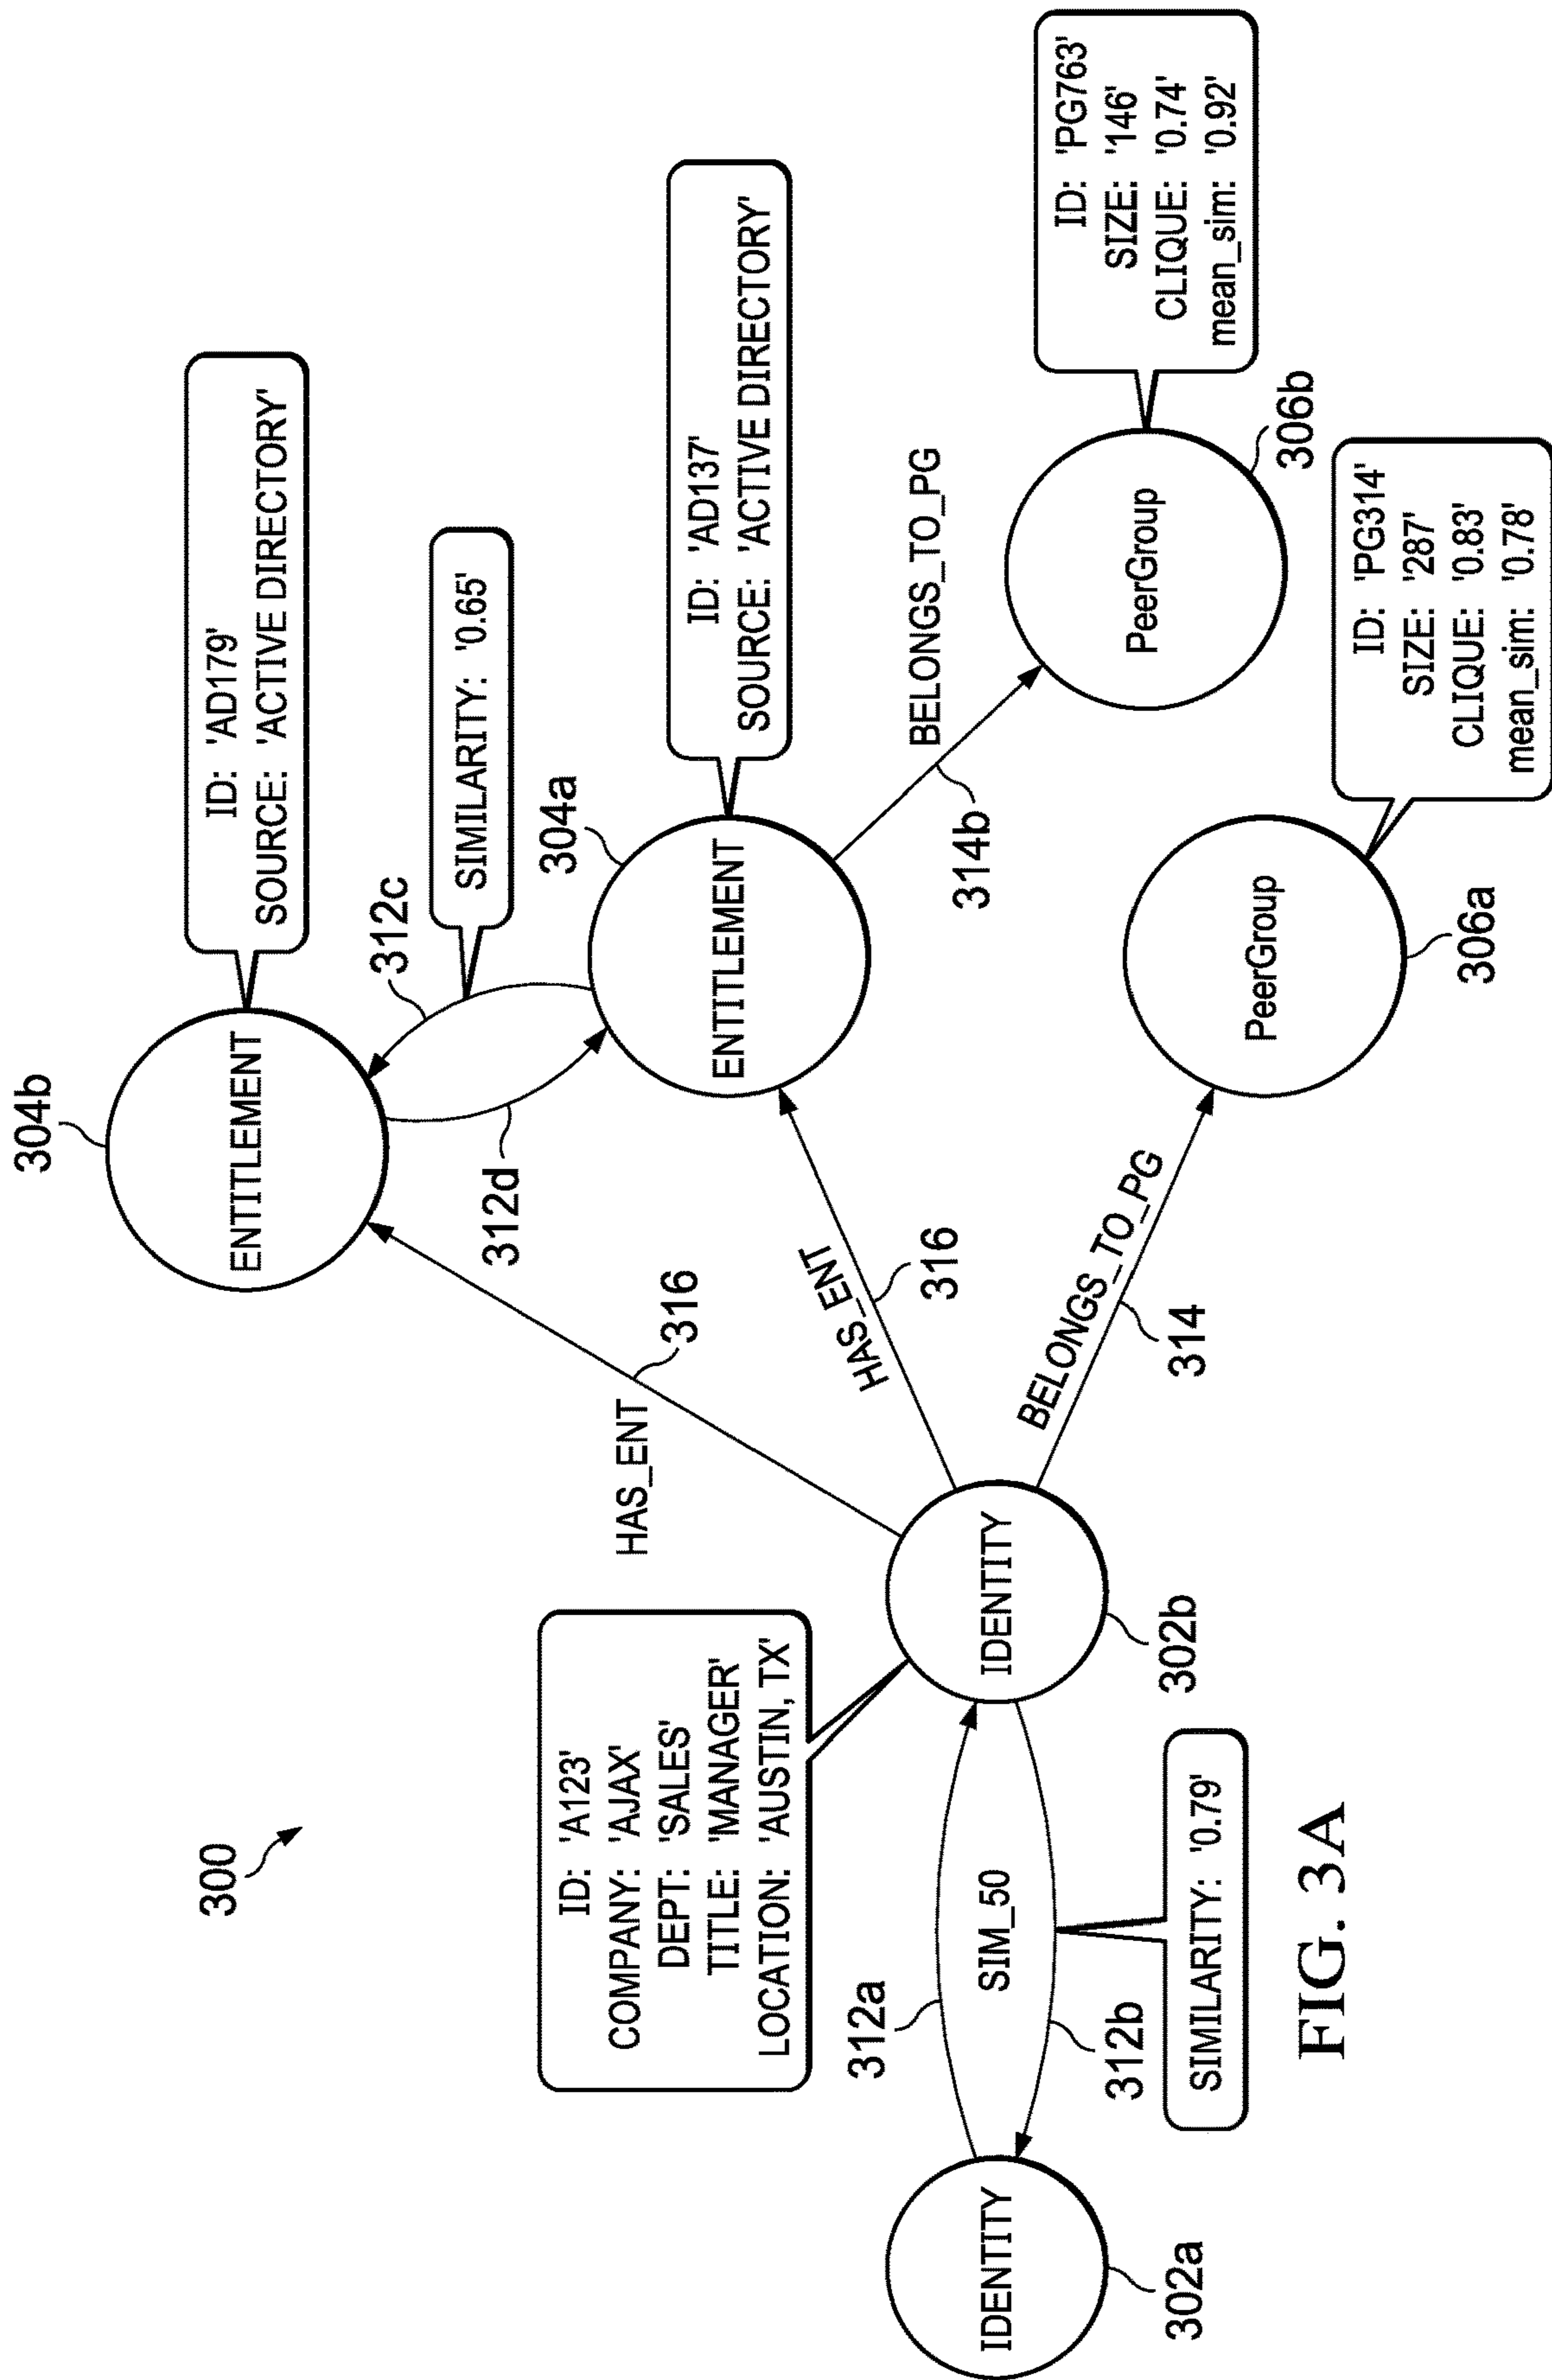 300
304b
ENTITLEMENT
ID: 'AD179'
SOURCE: 'ACTIVE DIRECTORY'
312c
SIMILARITY: '0.65'
312d
HAS_ENT
316
304a
ENTITLEMENT
ID: 'AD137'
SOURCE: 'ACTIVE DIRECTORY'
HAS_ENT
316
BELONGS_TO_PG
314b
ID: 'A123'
COMPANY: 'AJAX'
DEPT: 'SALES'
TITLE: 'MANAGER'
LOCATION: 'AUSTIN, TX'
312a
SIM_50
312b
SIMILARITY: '0.79'
IDENTITY
302a
IDENTITY
302b
BELONGS_TO_PG
314
PeerGroup
306b
ID: 'PG763'
SIZE: '146'
CLIQUE: '0.74'
mean_sim: '0.92'
PeerGroup
306a
ID: 'PG314'
SIZE: '287'
CLIQUE: '0.83'
mean_sim: '0.78'
FIG. 3A